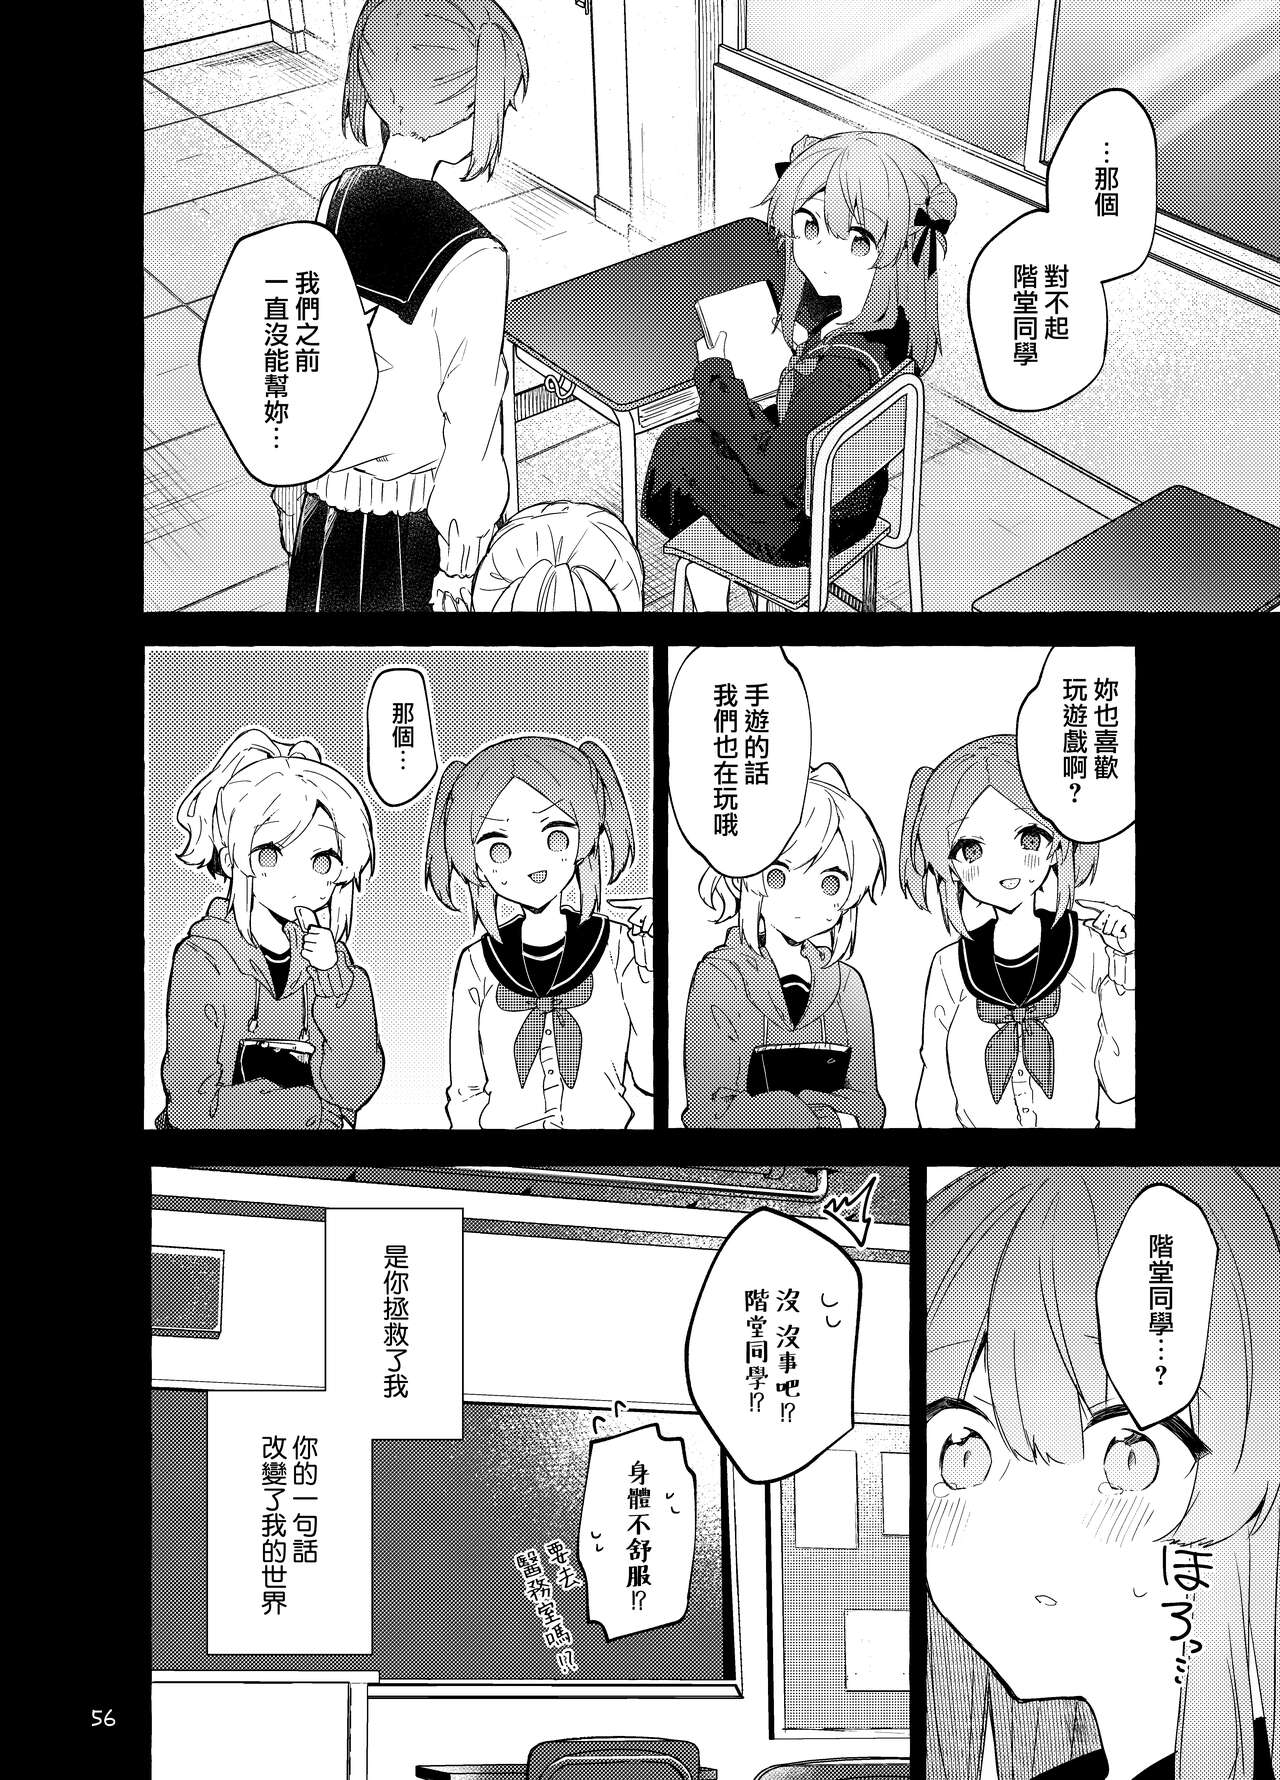 …那個
對不起
階堂同學
我們之前
一直沒能幫妳…
妳也喜歡
玩遊戲啊?
手遊的話
我們也在玩哦
那個…
階堂同學…?
ほろっ…
沒 沒事吧!?
階堂同學!?
身體不舒服!?
要去
醫務室嗎!?
是你拯救了我
你的一句話
改變了我的世界
56